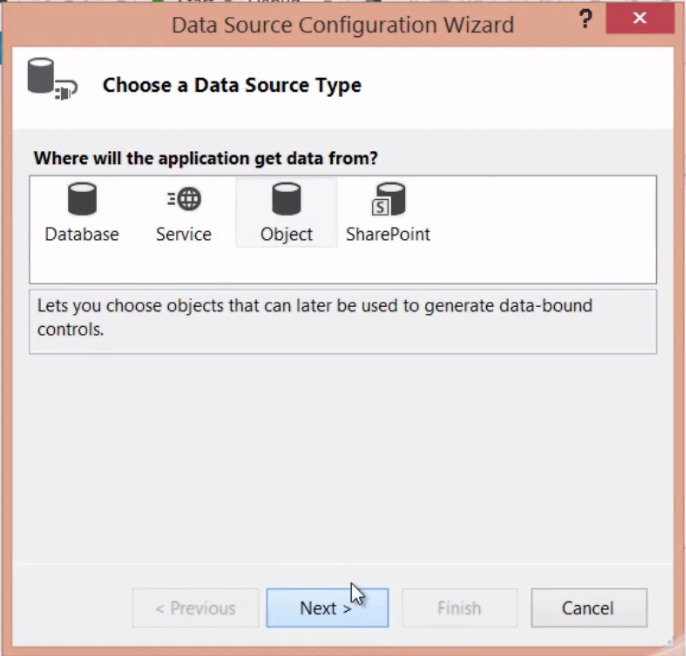 Data Source Configuration Wizard ?
Choose a Data Source Type
Where will the application get data from?
Database Service Object SharePoint
Lets you choose objects that can later be used to generate data-bound
controls.
< Previous Next > Finish Cancel